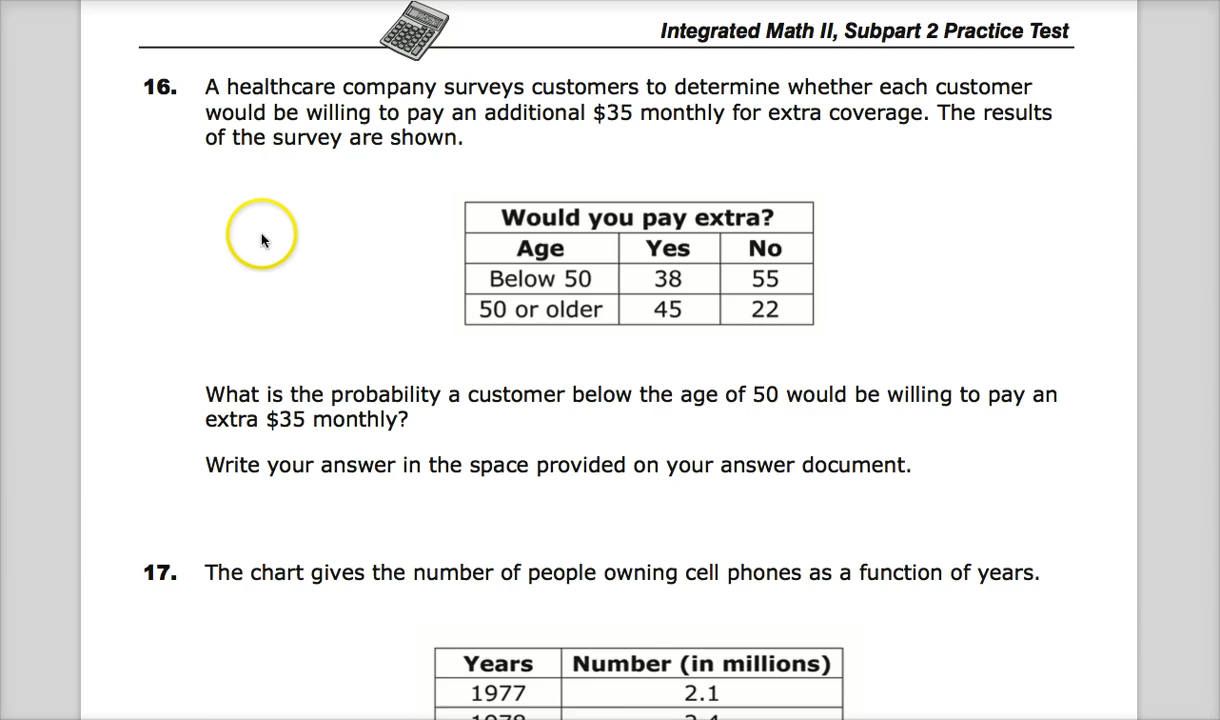 Integrated Math II, Subpart 2 Practice Test
16. A healthcare company surveys customers to determine whether each customer
would be willing to pay an additional $35 monthly for extra coverage. The results
of the survey are shown.
Would you pay extra?
Age Yes No
Below 50 38 55
50 or older 45 22
What is the probability a customer below the age of 50 would be willing to pay an
extra $35 monthly?
Write your answer in the space provided on your answer document.
17. The chart gives the number of people owning cell phones as a function of years.
Years Number (in millions)
1977 2.1